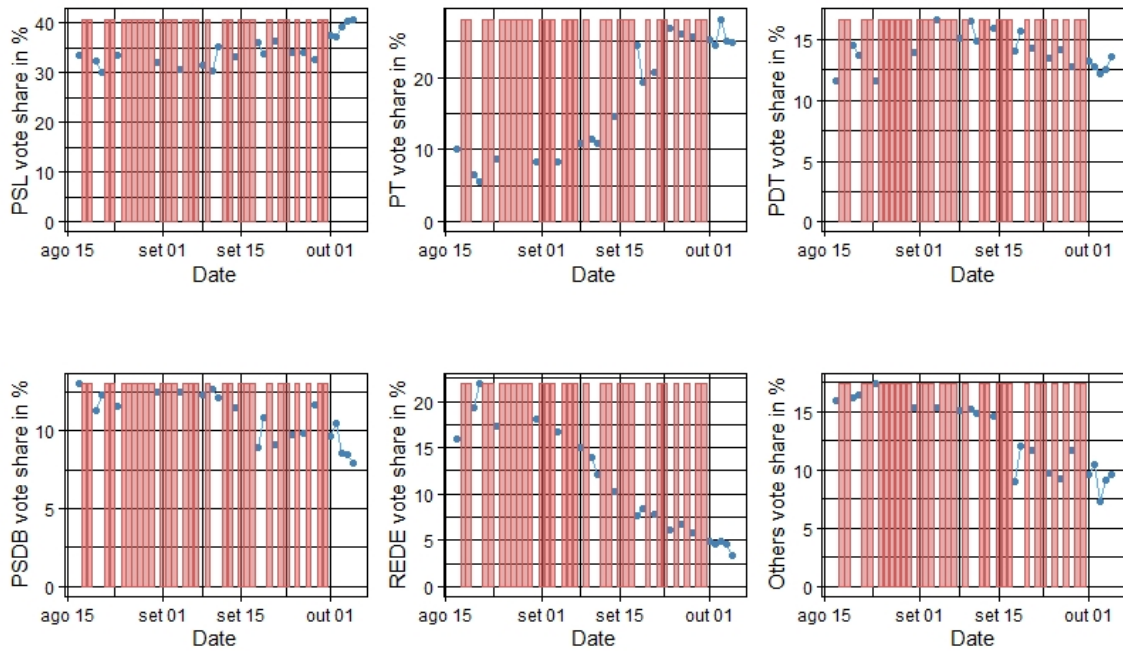 PSL vote share in %
40
30
20
10
0
ago 15 set 01 set 15 out 01
Date
PT vote share in %
20
10
0
ago 15 set 01 set 15 out 01
Date
PDT vote share in %
15
10
5
0
ago 15 set 01 set 15 out 01
Date
PSDB vote share in %
10
5
0
ago 15 set 01 set 15 out 01
Date
REDE vote share in %
20
15
10
5
0
ago 15 set 01 set 15 out 01
Date
Others vote share in %
15
10
5
0
ago 15 set 01 set 15 out 01
Date